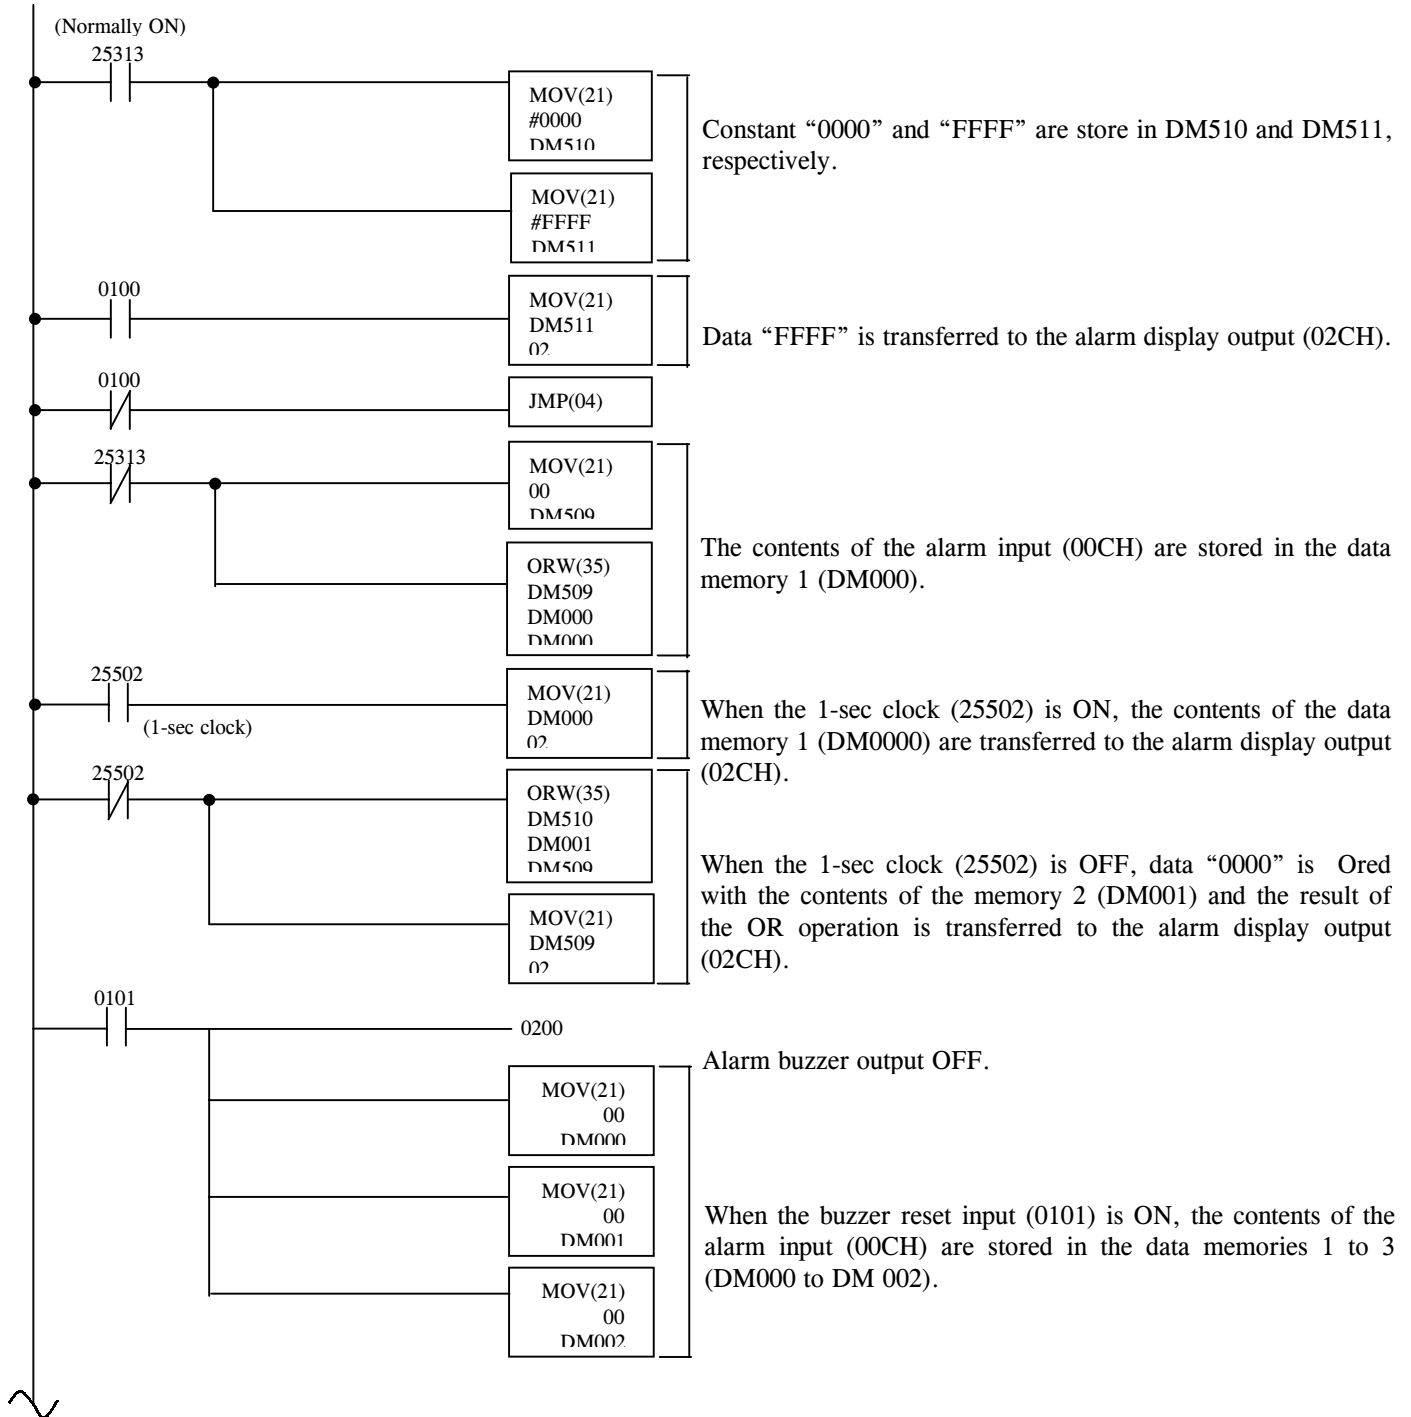 (Normally ON)
25313
MOV(21)
#0000
DM510
Constant “0000” and “FFFF” are store in DM510 and DM511,
respectively.
MOV(21)
#FFFF
DM511
0100
MOV(21)
DM511
02
Data “FFFF” is transferred to the alarm display output (02CH).
0100
JMP(04)
25313
MOV(21)
00
DM509
ORW(35)
DM509
DM000
DM000
The contents of the alarm input (00CH) are stored in the data
memory 1 (DM000).
25502
(1-sec clock)
MOV(21)
DM000
02
When the 1-sec clock (25502) is ON, the contents of the data
memory 1 (DM0000) are transferred to the alarm display output
(02CH).
25502
ORW(35)
DM510
DM001
DM509
MOV(21)
DM509
02
When the 1-sec clock (25502) is OFF, data “0000” is Ored
with the contents of the memory 2 (DM001) and the result of
the OR operation is transferred to the alarm display output
(02CH).
0101
0200
Alarm buzzer output OFF.
MOV(21)
00
DM000
MOV(21)
00
DM001
MOV(21)
00
DM002
When the buzzer reset input (0101) is ON, the contents of the
alarm input (00CH) are stored in the data memories 1 to 3
(DM000 to DM 002).